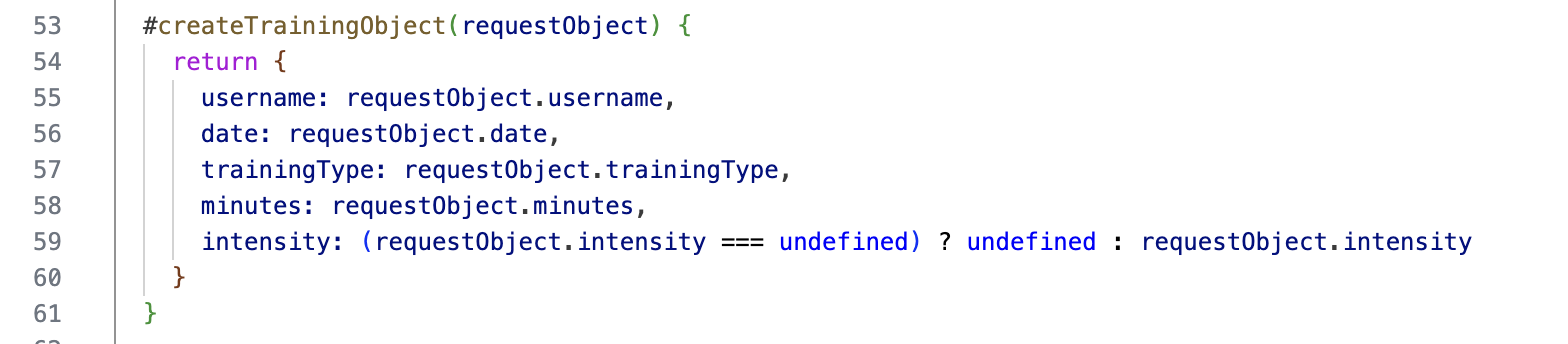 53 #createTrainingObject(requestObject) {
54 return {
55 username: requestObject.username,
56 date: requestObject.date,
57 trainingType: requestObject.trainingType,
58 minutes: requestObject.minutes,
59 intensity: (requestObject.intensity === undefined) ? undefined : requestObject.intensity
60 }
61 }